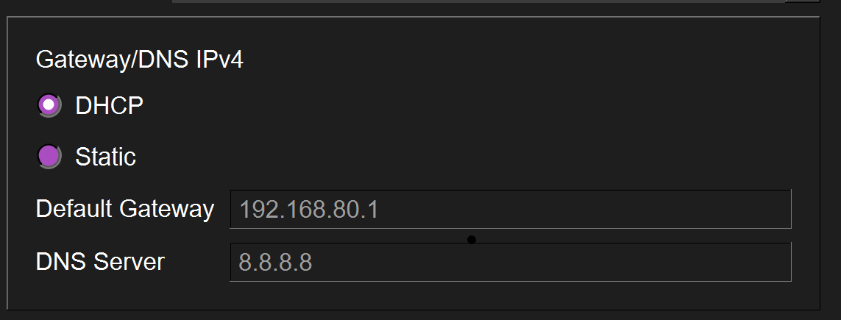 Gateway/DNS IPv4
DHCP
Static
Default Gateway 192.168.80.1
DNS Server 8.8.8.8